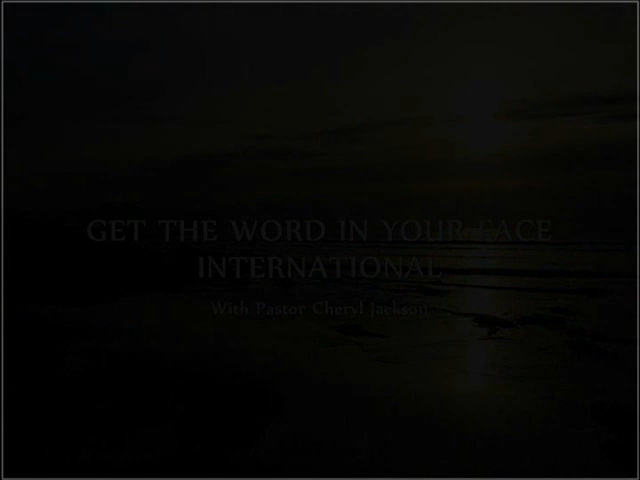 GET THE WORD IN YOUR FACE
INTERNATIONAL
With Pastor Cheryl Jackson